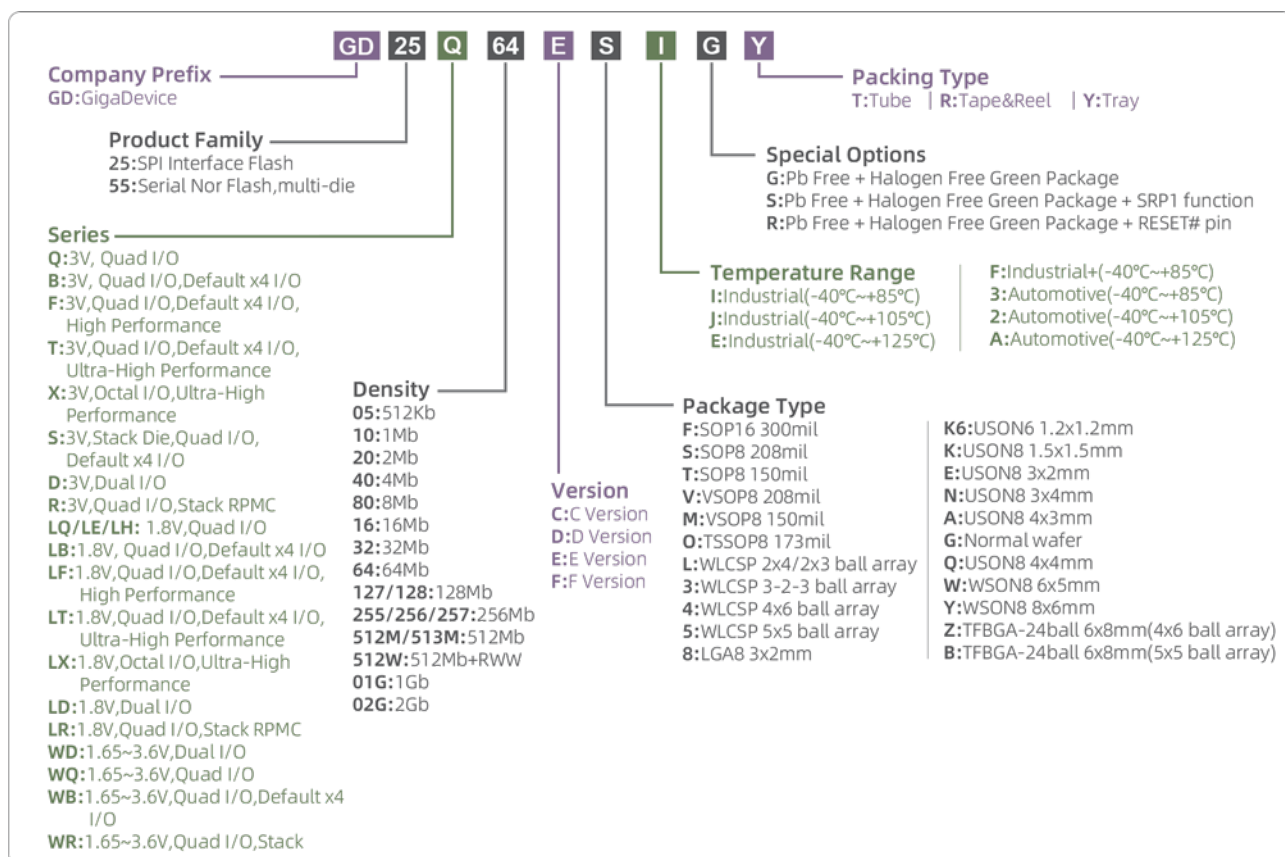 GD 25 Q 64 E S I G Y
Company Prefix
GD:GigaDevice
Packing Type
T:Tube | R:Tape&Reel | Y:Tray
Product Family
25:SPI Interface Flash
55:Serial Nor Flash,multi-die
Special Options
G:Pb Free + Halogen Free Green Package
S:Pb Free + Halogen Free Green Package + SRP1 function
R:Pb Free + Halogen Free Green Package + RESET# pin
Series
Q:3V, Quad I/O
B:3V, Quad I/O,Default x4 I/O
F:3V,Quad I/O,Default x4 I/O,
High Performance
T:3V,Quad I/O,Default x4 I/O,
Ultra-High Performance
X:3V,Octal I/O,Ultra-High
Performance
S:3V,Stack Die,Quad I/O,
Default x4 I/O
D:3V,Dual I/O
R:3V,Quad I/O,Stack RPMC
LQ/LE/LH: 1.8V,Quad I/O
LB:1.8V, Quad I/O,Default x4 I/O
LF:1.8V,Quad I/O,Default x4 I/O,
High Performance
LT:1.8V,Quad I/O,Default x4 I/O,
Ultra-High Performance
LX:1.8V,Octal I/O,Ultra-High
Performance
LD:1.8V,Dual I/O
LR:1.8V,Quad I/O,Stack RPMC
WD:1.65~3.6V,Dual I/O
WQ:1.65~3.6V,Quad I/O
WB:1.65~3.6V,Quad I/O,Default x4
I/O
WR:1.65~3.6V,Quad I/O,Stack
Temperature Range
I:Industrial(-40℃~+85℃)
J:Industrial(-40℃~+105℃)
E:Industrial(-40℃~+125℃)
F:Industrial+(-40℃~+85℃)
3:Automotive(-40℃~+85℃)
2:Automotive(-40℃~+105℃)
A:Automotive(-40℃~+125℃)
Density
05:512Kb
10:1Mb
20:2Mb
40:4Mb
80:8Mb
16:16Mb
32:32Mb
64:64Mb
127/128:128Mb
255/256/257:256Mb
512M/513M:512Mb
512W:512Mb+RWW
01G:1Gb
02G:2Gb
Version
C:C Version
D:D Version
E:E Version
F:F Version
Package Type
F:SOP16 300mil
S:SOP8 208mil
T:SOP8 150mil
V:VSOP8 208mil
M:VSOP8 150mil
O:TSSOP8 173mil
L:WLCSP 2x4/2x3 ball array
3:WLCSP 3-2-3 ball array
4:WLCSP 4x6 ball array
5:WLCSP 5x5 ball array
8:LGA8 3x2mm
K6:USON6 1.2x1.2mm
K:USON8 1.5x1.5mm
E:USON8 3x2mm
N:USON8 3x4mm
A:USON8 4x3mm
G:Normal wafer
Q:USON8 4x4mm
W:WSON8 6x5mm
Y:WSON8 8x6mm
Z:TFBGA-24ball 6x8mm(4x6 ball array)
B:TFBGA-24ball 6x8mm(5x5 ball array)